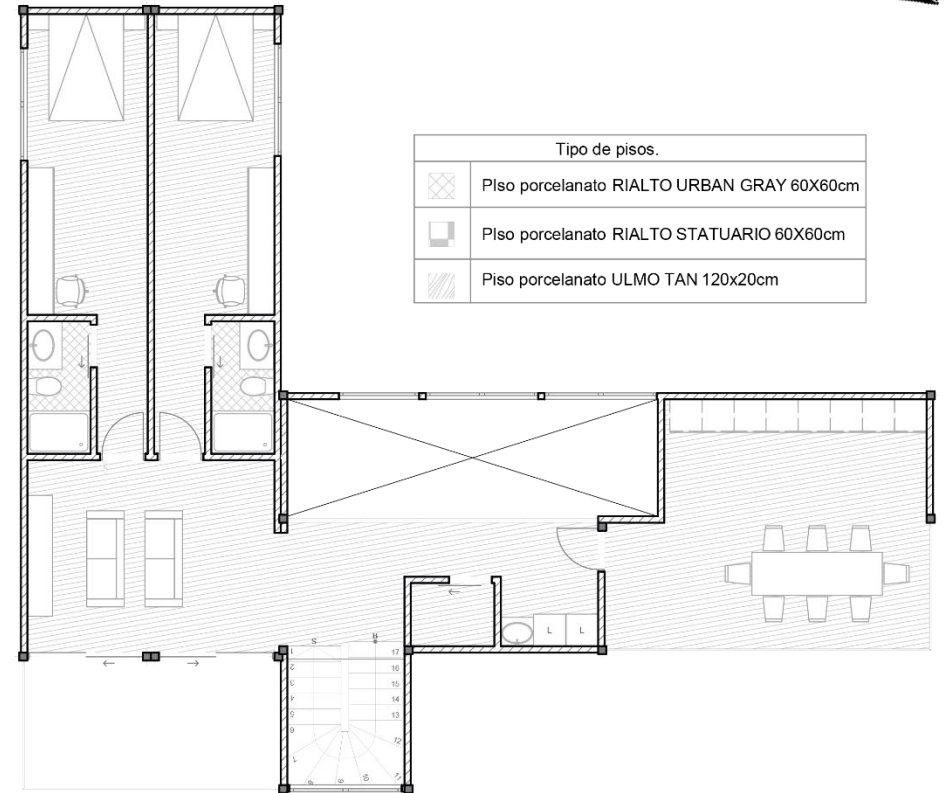 Tipo de pisos.
PIso porcelanato RIALTO URBAN GRAY 60X60cm
PIso porcelanato RIALTO STATUARIO 60X60cm
Piso porcelanato ULMO TAN 120x20cm
L L
S B
1 17
2 16
3 15
4 14
5 13
6 12
7 8 9 10 11